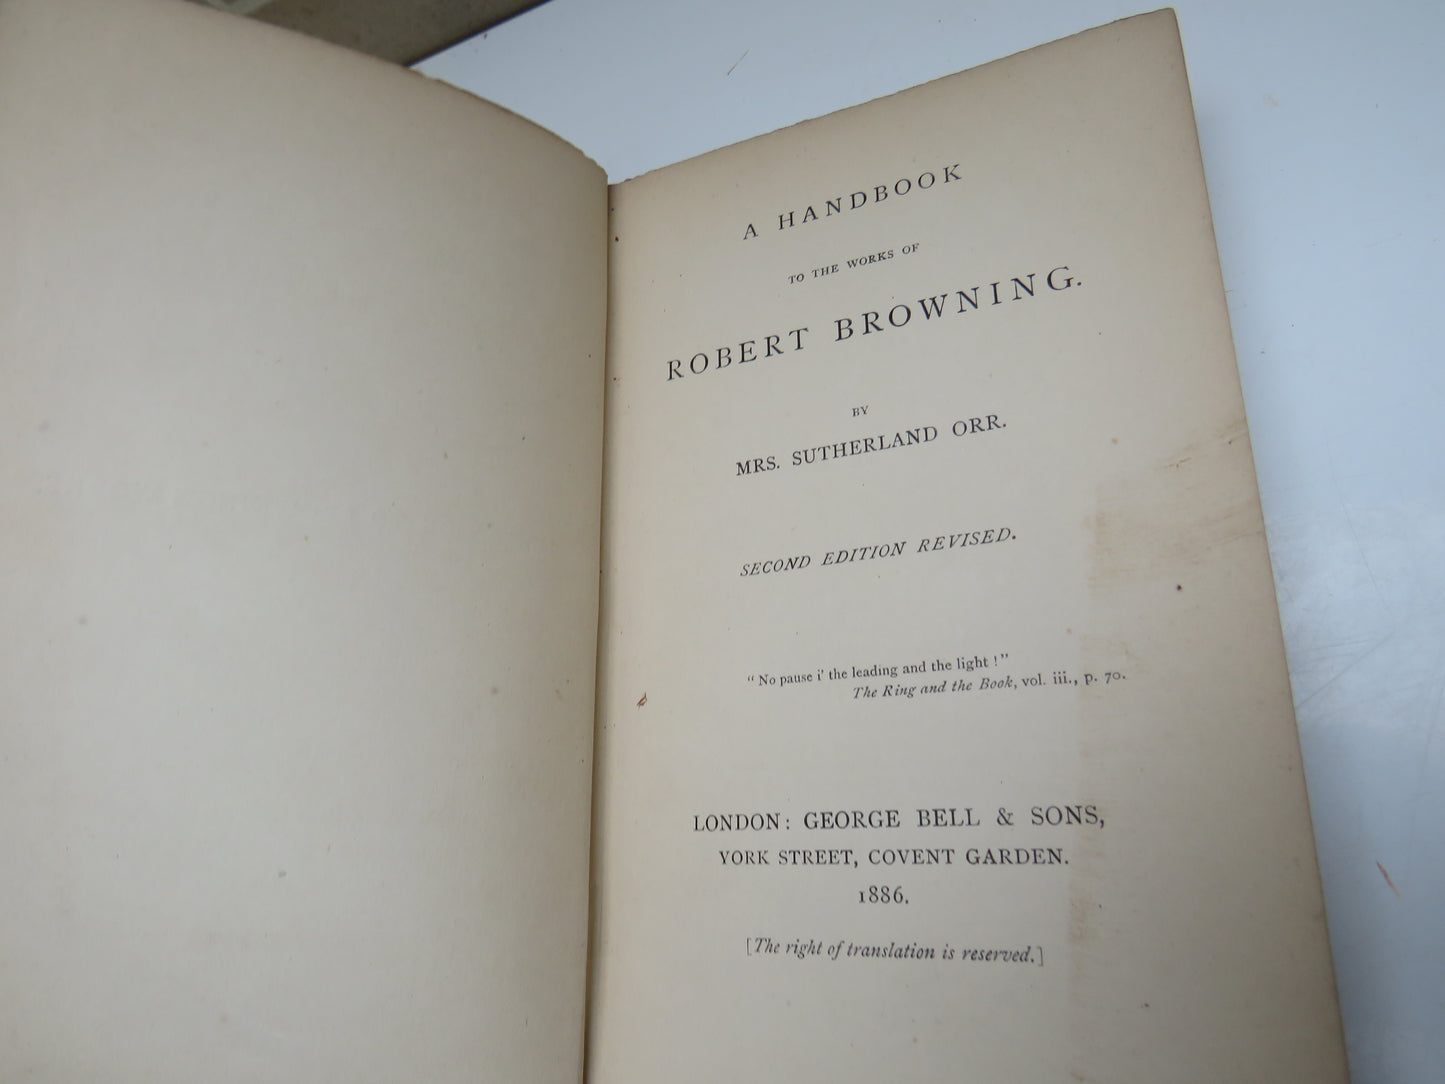 A HANDBOOK
TO THE WORKS OF
ROBERT BROWNING.
BY
MRS. SUTHERLAND ORR.
SECOND EDITION REVISED.
"No pause i' the leading and the light!"
The Ring and the Book, vol. iii., p. 70.
LONDON: GEORGE BELL & SONS,
YORK STREET, COVENT GARDEN.
1886.
[The right of translation is reserved.]